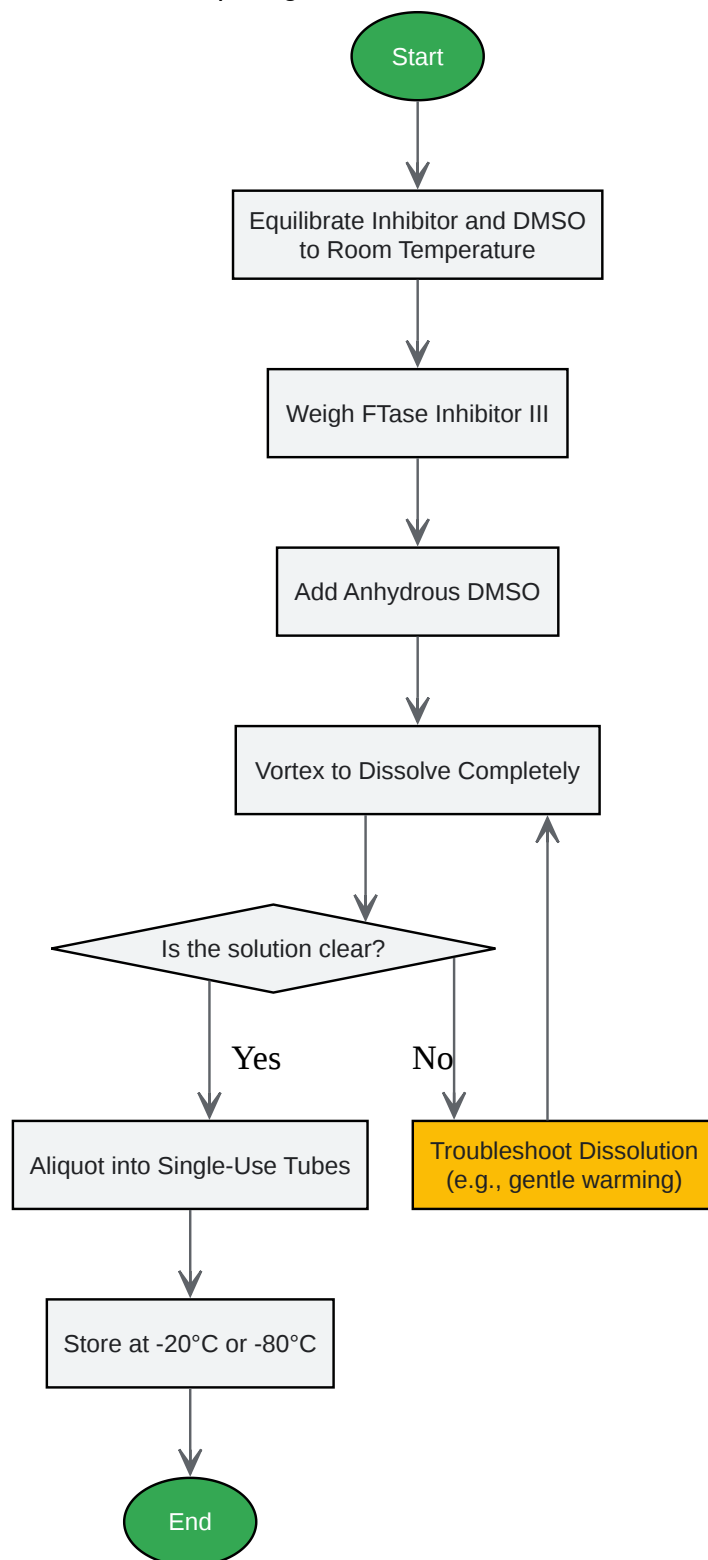 Start
Equilibrate Inhibitor and DMSO
to Room Temperature
Weigh FTase Inhibitor III
Add Anhydrous DMSO
Vortex to Dissolve Completely
Is the solution clear?
Yes
No
Aliquot into Single-Use Tubes
Troubleshoot Dissolution
(e.g., gentle warming)
Store at -20°C or -80°C
End